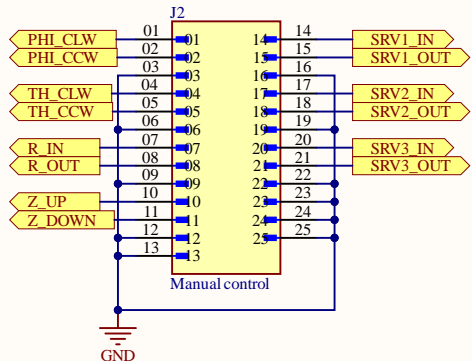 J2
PHI_CLW 01 01 14 14 SRV1_IN
PHI_CCW 02 02 15 15 SRV1_OUT
03 03 16 16
TH_CLW 04 04 17 17 SRV2_IN
TH_CCW 05 05 18 18 SRV2_OUT
06 06 19 19
R_IN 07 07 20 20 SRV3_IN
R_OUT 08 08 21 21 SRV3_OUT
09 09 22 22
Z_UP 10 10 23 23
Z_DOWN 11 11 24 24
12 12 25 25
13 13
Manual control
GND